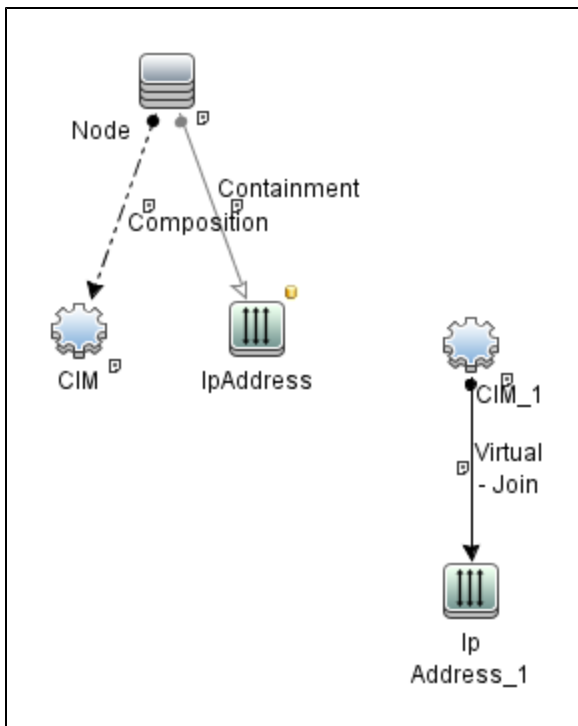 Node
Containment
Composition
CIM
IpAddress
CIM_1
Virtual
- Join
Ip
Address_1